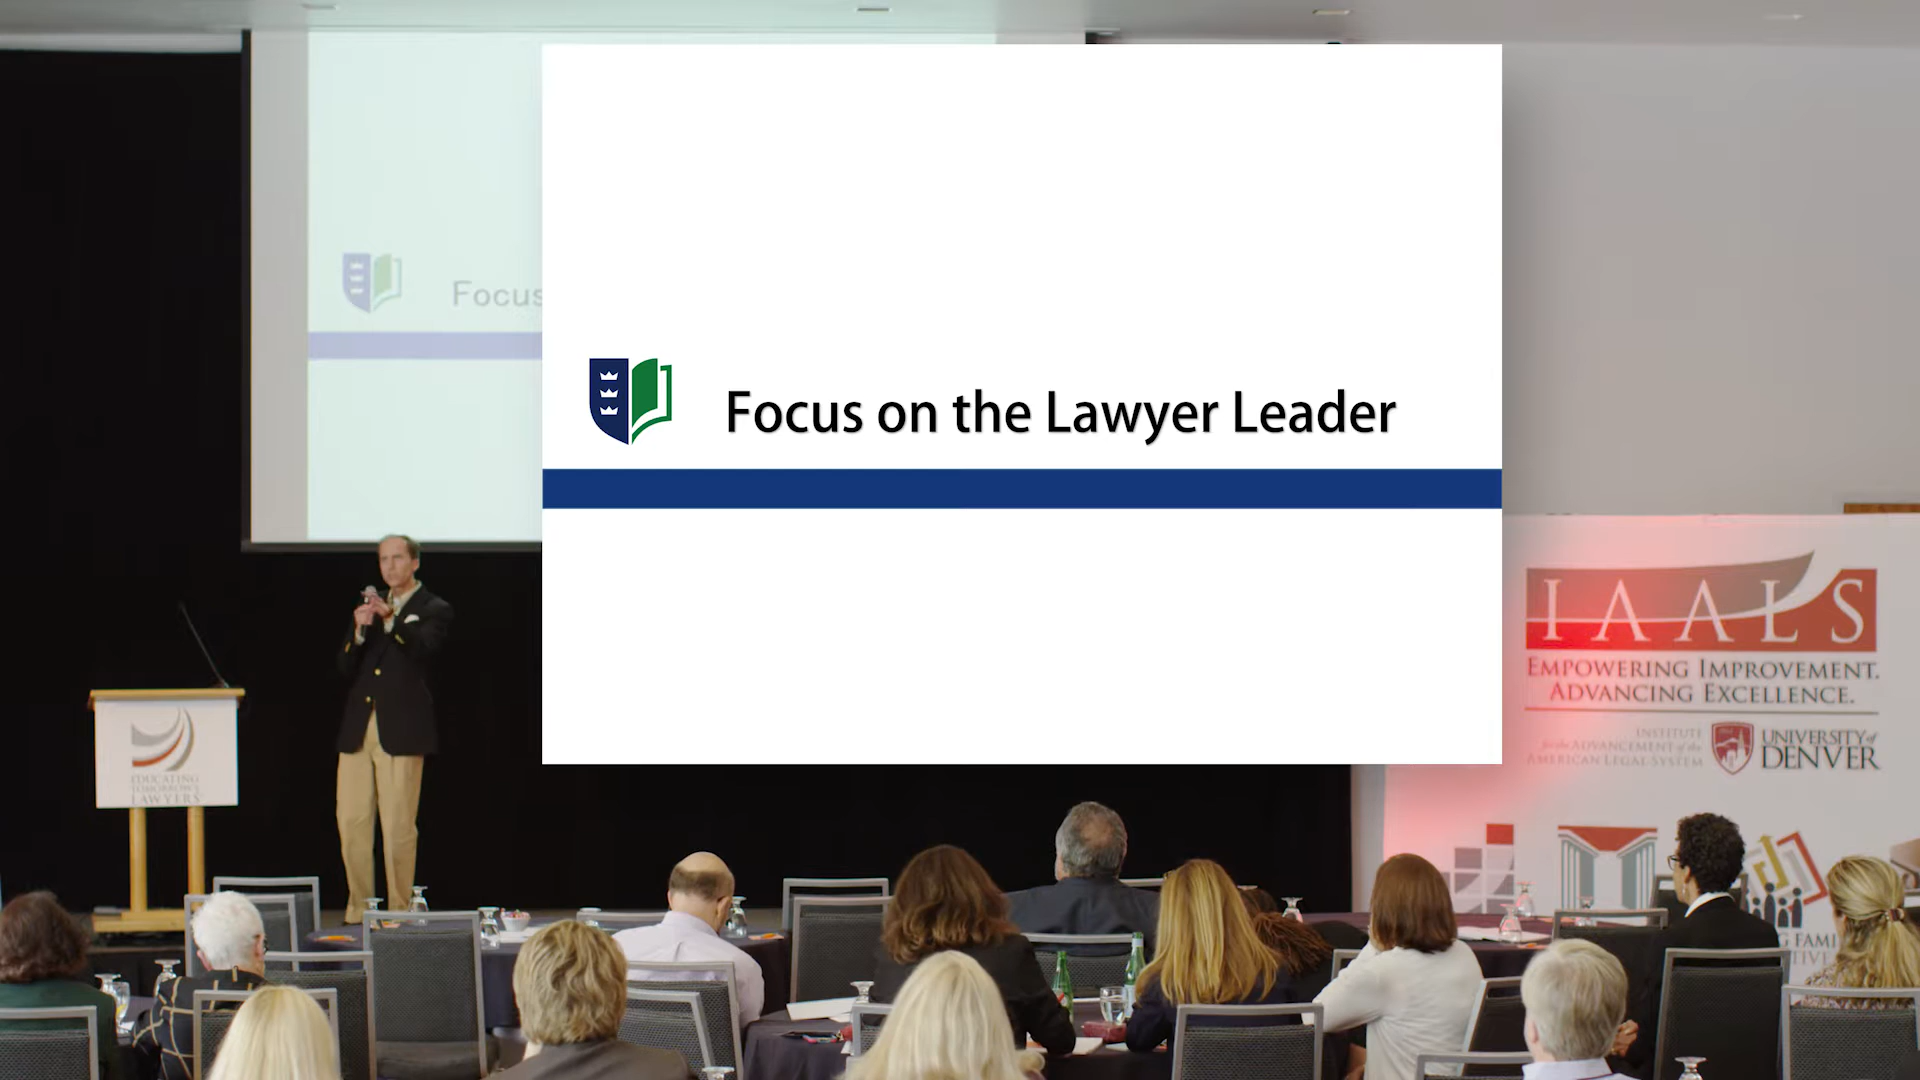 Focus
Focus on the Lawyer Leader
IAALS
EMPOWERING IMPROVEMENT.
ADVANCING EXCELLENCE.
INSTITUTE
for the ADVANCEMENT of the
AMERICAN LEGAL SYSTEM
UNIVERSITY of
DENVER
EDUCATING
TOMORROW'S
LAWYERS